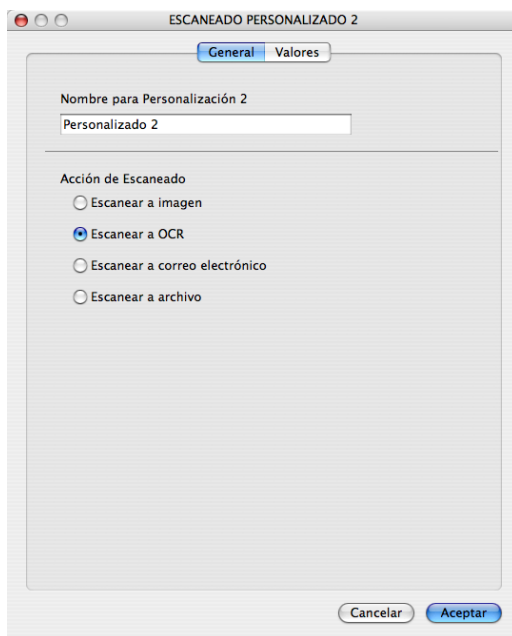 ESCANEADO PERSONALIZADO 2
General Valores
Nombre para Personalización 2
Personalizado 2
Acción de Escaneado
Escanear a imagen
Escanear a OCR
Escanear a correo electrónico
Escanear a archivo
Cancelar Aceptar